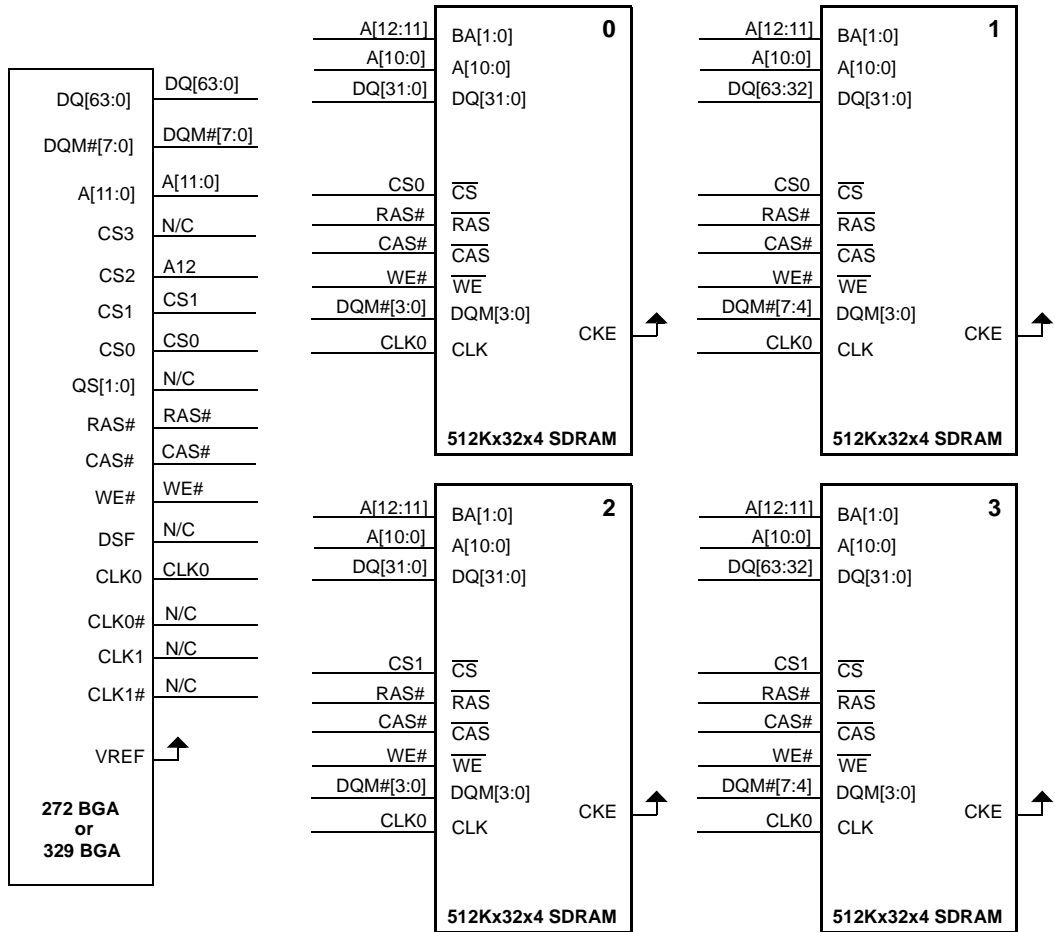 DQ[63:0] DQ[63:0]
DQM#[7:0] DQM#[7:0]
A[11:0] A[11:0]
CS3 N/C
CS2 A12
CS1 CS1
CS0 CS0
QS[1:0] N/C
RAS# RAS#
CAS# CAS#
WE# WE#
DSF N/C
CLK0 CLK0
CLK0# N/C
CLK1 N/C
CLK1# N/C
VREF
272 BGA
or
329 BGA
A[12:11] BA[1:0] 0
A[10:0] A[10:0]
DQ[31:0] DQ[31:0]
CS0 CS
RAS# RAS
CAS# CAS
WE# WE
DQM#[3:0] DQM[3:0]
CKE
CLK0 CLK
512Kx32x4 SDRAM
A[12:11] BA[1:0] 1
A[10:0] A[10:0]
DQ[63:32] DQ[31:0]
CS0 CS
RAS# RAS
CAS# CAS
WE# WE
DQM#[7:4] DQM[3:0]
CKE
CLK0 CLK
512Kx32x4 SDRAM
A[12:11] BA[1:0] 2
A[10:0] A[10:0]
DQ[31:0] DQ[31:0]
CS1 CS
RAS# RAS
CAS# CAS
WE# WE
DQM#[3:0] DQM[3:0]
CKE
CLK0 CLK
512Kx32x4 SDRAM
A[12:11] BA[1:0] 3
A[10:0] A[10:0]
DQ[63:32] DQ[31:0]
CS1 CS
RAS# RAS
CAS# CAS
WE# WE
DQM#[7:4] DQM[3:0]
CKE
CLK0 CLK
512Kx32x4 SDRAM